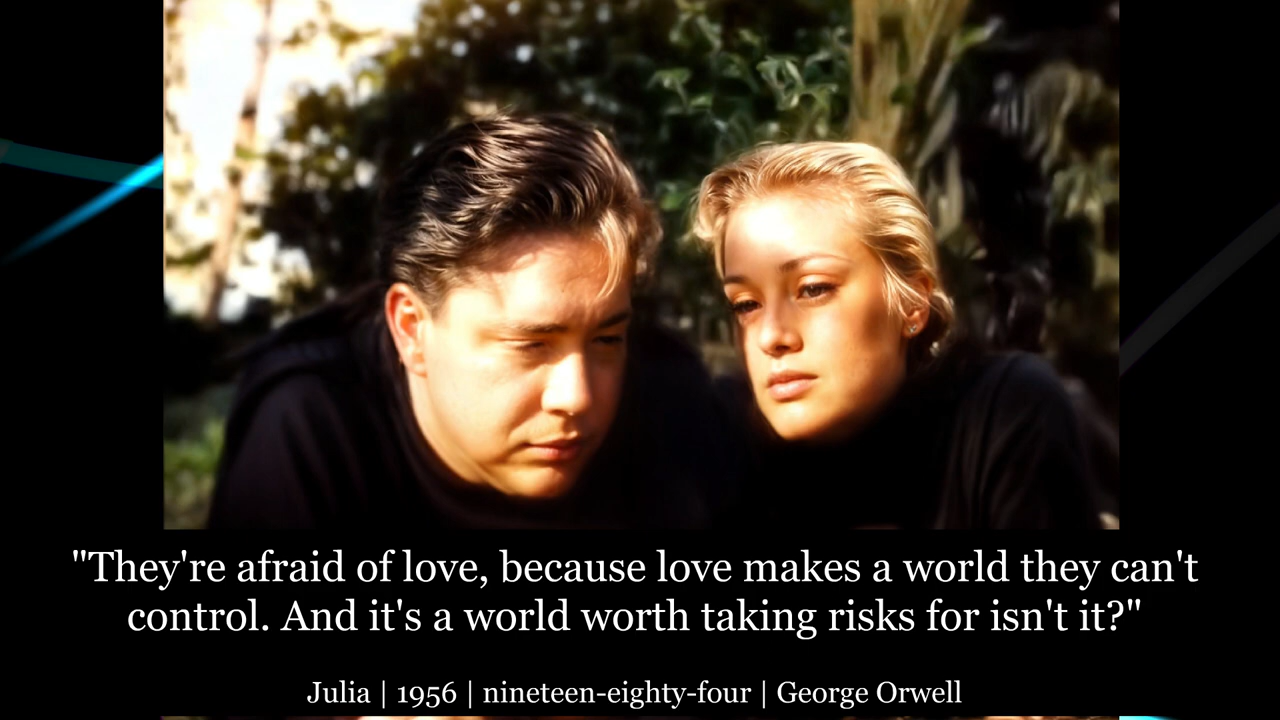 "They're afraid of love, because love makes a world they can't
control. And it's a world worth taking risks for isn't it?"
Julia | 1956 | nineteen-eighty-four | George Orwell